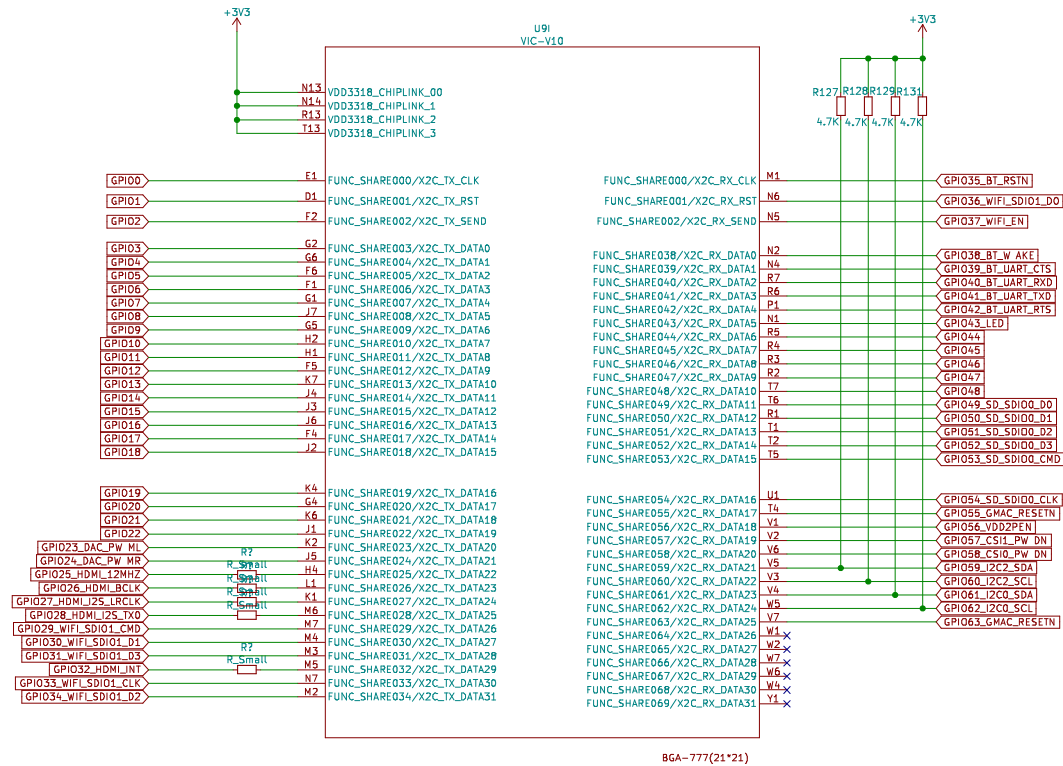 +3V3
+3V3
U9I
VIC-V10
N13 VDD3318_CHIPLINK_00
N14 VDD3318_CHIPLINK_1
R13 VDD3318_CHIPLINK_2
T13 VDD3318_CHIPLINK_3
R127 R128 R129 R131
4.7K 4.7K 4.7K 4.7K
GPIO0 E1 FUNC_SHARE000/X2C_TX_CLK
GPIO1 D1 FUNC_SHARE001/X2C_TX_RST
GPIO2 F2 FUNC_SHARE002/X2C_TX_SEND
GPIO3 G2 FUNC_SHARE003/X2C_TX_DATA0
GPIO4 G6 FUNC_SHARE004/X2C_TX_DATA1
GPIO5 F6 FUNC_SHARE005/X2C_TX_DATA2
GPIO6 F1 FUNC_SHARE006/X2C_TX_DATA3
GPIO7 G1 FUNC_SHARE007/X2C_TX_DATA4
GPIO8 J7 FUNC_SHARE008/X2C_TX_DATA5
GPIO9 G5 FUNC_SHARE009/X2C_TX_DATA6
GPIO10 H2 FUNC_SHARE010/X2C_TX_DATA7
GPIO11 H1 FUNC_SHARE011/X2C_TX_DATA8
GPIO12 F5 FUNC_SHARE012/X2C_TX_DATA9
GPIO13 K7 FUNC_SHARE013/X2C_TX_DATA10
GPIO14 J4 FUNC_SHARE014/X2C_TX_DATA11
GPIO15 J3 FUNC_SHARE015/X2C_TX_DATA12
GPIO16 J6 FUNC_SHARE016/X2C_TX_DATA13
GPIO17 F4 FUNC_SHARE017/X2C_TX_DATA14
GPIO18 J2 FUNC_SHARE018/X2C_TX_DATA15
GPIO19 K4 FUNC_SHARE019/X2C_TX_DATA16
GPIO20 G4 FUNC_SHARE020/X2C_TX_DATA17
GPIO21 K6 FUNC_SHARE021/X2C_TX_DATA18
GPIO22 J1 FUNC_SHARE022/X2C_TX_DATA19
GPIO23_DAC_PW ML K2 FUNC_SHARE023/X2C_TX_DATA20
R?
GPIO24_DAC_PW MR J5 FUNC_SHARE024/X2C_TX_DATA21
R_Small
GPIO25_HDMI_12MHZ H4 FUNC_SHARE025/X2C_TX_DATA22
R_Small
GPIO26_HDMI_BCLK L1 FUNC_SHARE026/X2C_TX_DATA23
R_Small
GPIO27_HDMI_I2S_LRCLK K1 FUNC_SHARE027/X2C_TX_DATA24
R_Small
GPIO28_HDMI_I2S_TX0 M6 FUNC_SHARE028/X2C_TX_DATA25
GPIO29_WIFI_SDIO1_CMD M7 FUNC_SHARE029/X2C_TX_DATA26
GPIO30_WIFI_SDIO1_D1 M4 FUNC_SHARE030/X2C_TX_DATA27
R?
GPIO31_WIFI_SDIO1_D3 M3 FUNC_SHARE031/X2C_TX_DATA28
R_Small
GPIO32_HDMI_INT M5 FUNC_SHARE032/X2C_TX_DATA29
GPIO33_WIFI_SDIO1_CLK N7 FUNC_SHARE033/X2C_TX_DATA30
GPIO34_WIFI_SDIO1_D2 M2 FUNC_SHARE034/X2C_TX_DATA31
FUNC_SHARE000/X2C_RX_CLK M1 GPIO35_BT_RSTN
FUNC_SHARE001/X2C_RX_RST N6 GPIO36_WIFI_SDIO1_D0
FUNC_SHARE002/X2C_RX_SEND N5 GPIO37_WIFI_EN
FUNC_SHARE038/X2C_RX_DATA0 N2 GPIO38_BT_W AKE
FUNC_SHARE039/X2C_RX_DATA1 N4 GPIO39_BT_UART_CTS
FUNC_SHARE040/X2C_RX_DATA2 R7 GPIO40_BT_UART_RXD
FUNC_SHARE041/X2C_RX_DATA3 R6 GPIO41_BT_UART_TXD
FUNC_SHARE042/X2C_RX_DATA4 P1 GPIO42_BT_UART_RTS
FUNC_SHARE043/X2C_RX_DATA5 N1 GPIO43_LED
FUNC_SHARE044/X2C_RX_DATA6 R5 GPIO44
FUNC_SHARE045/X2C_RX_DATA7 R4 GPIO45
FUNC_SHARE046/X2C_RX_DATA8 R3 GPIO46
FUNC_SHARE047/X2C_RX_DATA9 R2 GPIO47
FUNC_SHARE048/X2C_RX_DATA10 T7 GPIO48
FUNC_SHARE049/X2C_RX_DATA11 T6 GPIO49_SD_SDIO0_D0
FUNC_SHARE050/X2C_RX_DATA12 R1 GPIO50_SD_SDIO0_D1
FUNC_SHARE051/X2C_RX_DATA13 T1 GPIO51_SD_SDIO0_D2
FUNC_SHARE052/X2C_RX_DATA14 T2 GPIO52_SD_SDIO0_D3
FUNC_SHARE053/X2C_RX_DATA15 T5 GPIO53_SD_SDIO0_CMD
FUNC_SHARE054/X2C_RX_DATA16 U1 GPIO54_SD_SDIO0_CLK
FUNC_SHARE055/X2C_RX_DATA17 T4 GPIO55_GMAC_RESETN
FUNC_SHARE056/X2C_RX_DATA18 V1 GPIO56_VDD2PEN
FUNC_SHARE057/X2C_RX_DATA19 V2 GPIO57_CSI1_PW DN
FUNC_SHARE058/X2C_RX_DATA20 V6 GPIO58_CSI0_PW DN
FUNC_SHARE059/X2C_RX_DATA21 V5 GPIO59_I2C2_SDA
FUNC_SHARE060/X2C_RX_DATA22 V3 GPIO60_I2C2_SCL
FUNC_SHARE061/X2C_RX_DATA23 V4 GPIO61_I2C0_SDA
FUNC_SHARE062/X2C_RX_DATA24 W5 GPIO62_I2C0_SCL
FUNC_SHARE063/X2C_RX_DATA25 V7 GPIO63_GMAC_RESETN
FUNC_SHARE064/X2C_RX_DATA26 W1
FUNC_SHARE065/X2C_RX_DATA27 W2
FUNC_SHARE066/X2C_RX_DATA28 W7
FUNC_SHARE067/X2C_RX_DATA29 W6
FUNC_SHARE068/X2C_RX_DATA30 W4
FUNC_SHARE069/X2C_RX_DATA31 Y1
BGA-777(21*21)